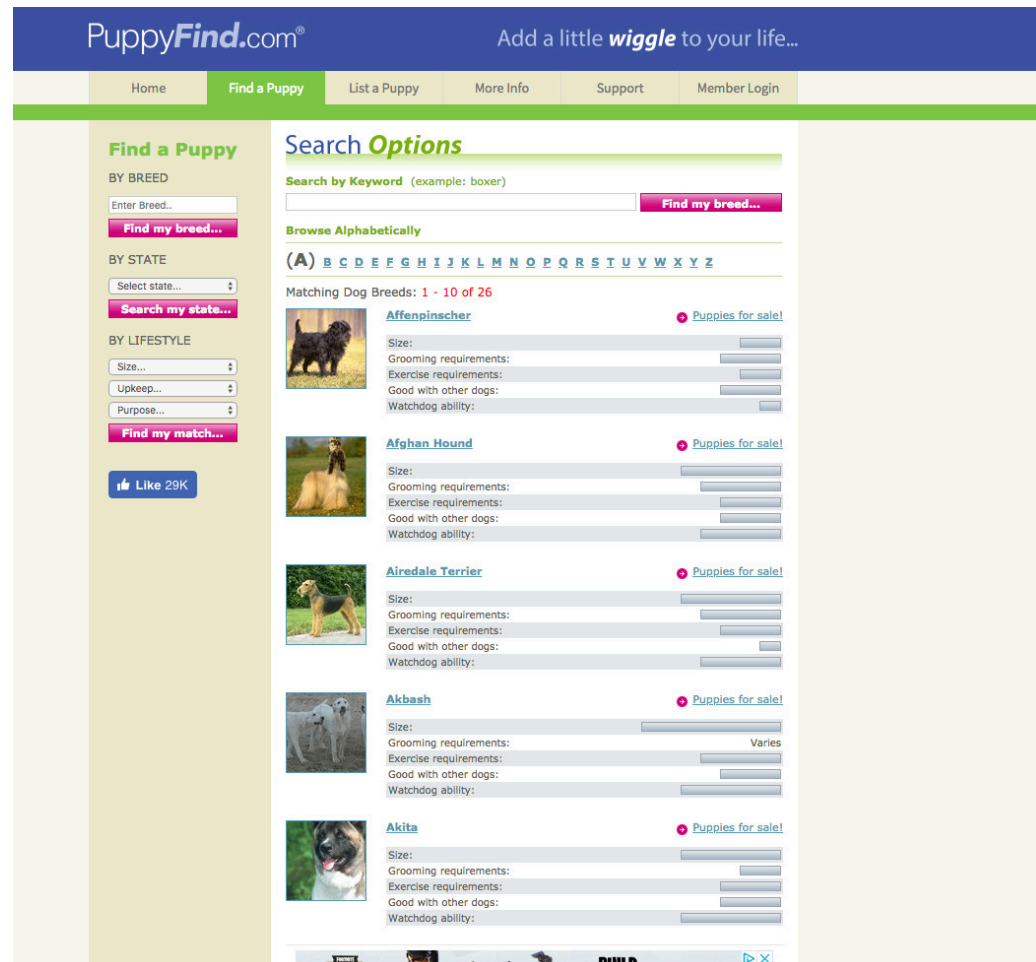 PuppyFind.com®
Add a little wiggle to your life...
Home Find a Puppy List a Puppy More Info Support Member Login
Find a Puppy
BY BREED
Enter Breed..
Find my breed...
BY STATE
Select state...
Search my state...
BY LIFESTYLE
Size...
Upkeep...
Purpose...
Find my match...
Like 29K
Search Options
Search by Keyword (example: boxer)
Find my breed...
Browse Alphabetically
(A) B C D E F G H I J K L M N O P Q R S T U V W X Y Z
Matching Dog Breeds: 1 - 10 of 26
Affenpinscher Puppies for sale!
Size:
Grooming requirements:
Exercise requirements:
Good with other dogs:
Watchdog ability:
Afghan Hound Puppies for sale!
Size:
Grooming requirements:
Exercise requirements:
Good with other dogs:
Watchdog ability:
Airedale Terrier Puppies for sale!
Size:
Grooming requirements:
Exercise requirements:
Good with other dogs:
Watchdog ability:
Akbash Puppies for sale!
Size:
Grooming requirements: Varies
Exercise requirements:
Good with other dogs:
Watchdog ability:
Akita Puppies for sale!
Size:
Grooming requirements:
Exercise requirements:
Good with other dogs:
Watchdog ability: